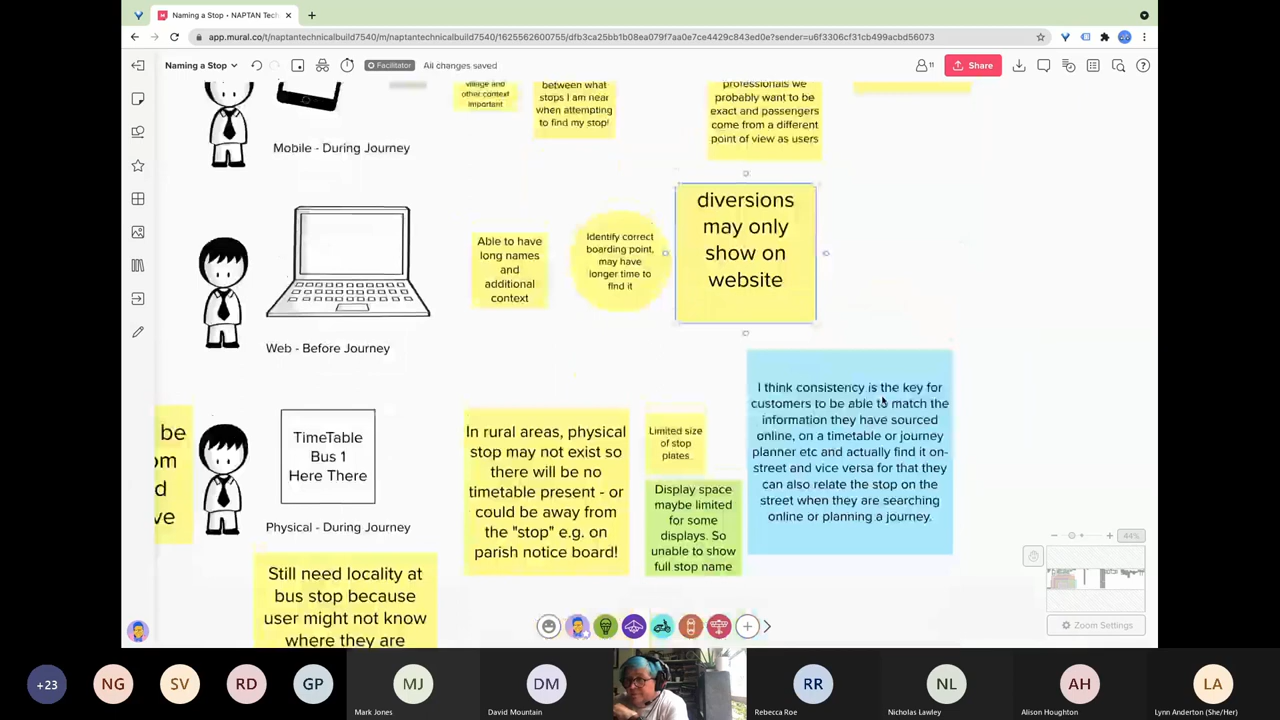 Naming a Stop • NAPTAN Tech
app.mural.co/t/naptantechnicalbuild7540/m/naptantechnicalbuild7540/1625562600755/dfb3ca25bb1b08ea079f7aa0e7ce4429c843ed0e?sender=u6f3306cf31cb499acbd56073
Naming a Stop
Facilitator
All changes saved
11
Share
village and
other context
important
between what
stops I am near
when attempting
to find my stop!
professionals we
probably want to be
exact and passengers
come from a different
point of view as users
Mobile - During Journey
Able to have
long names
and
additional
context
Identify correct
boarding point,
may have
longer time to
find it
diversions
may only
show on
website
Web - Before Journey
I think consistency is the key for
customers to be able to match the
information they have sourced
online, on a timetable or journey
planner etc and actually find it on-
street and vice versa for that they
can also relate the stop on the
street when they are searching
online or planning a journey.
be
om
d
ve
TimeTable
Bus 1
Here There
Physical - During Journey
In rural areas, physical
stop may not exist so
there will be no
timetable present - or
could be away from
the "stop" e.g. on
parish notice board!
Limited size
of stop
plates.
Display space
maybe limited
for some
displays. So
unable to show
full stop name
Still need locality at
bus stop because
user might not know
where they are
44%
Zoom Settings
+23
NG
SV
RD
GP
MJ
Mark Jones
DM
David Mountain
RR
Rebecca Roe
NL
Nicholas Lawley
AH
Alison Houghton
LA
Lynn Anderton (She/Her)